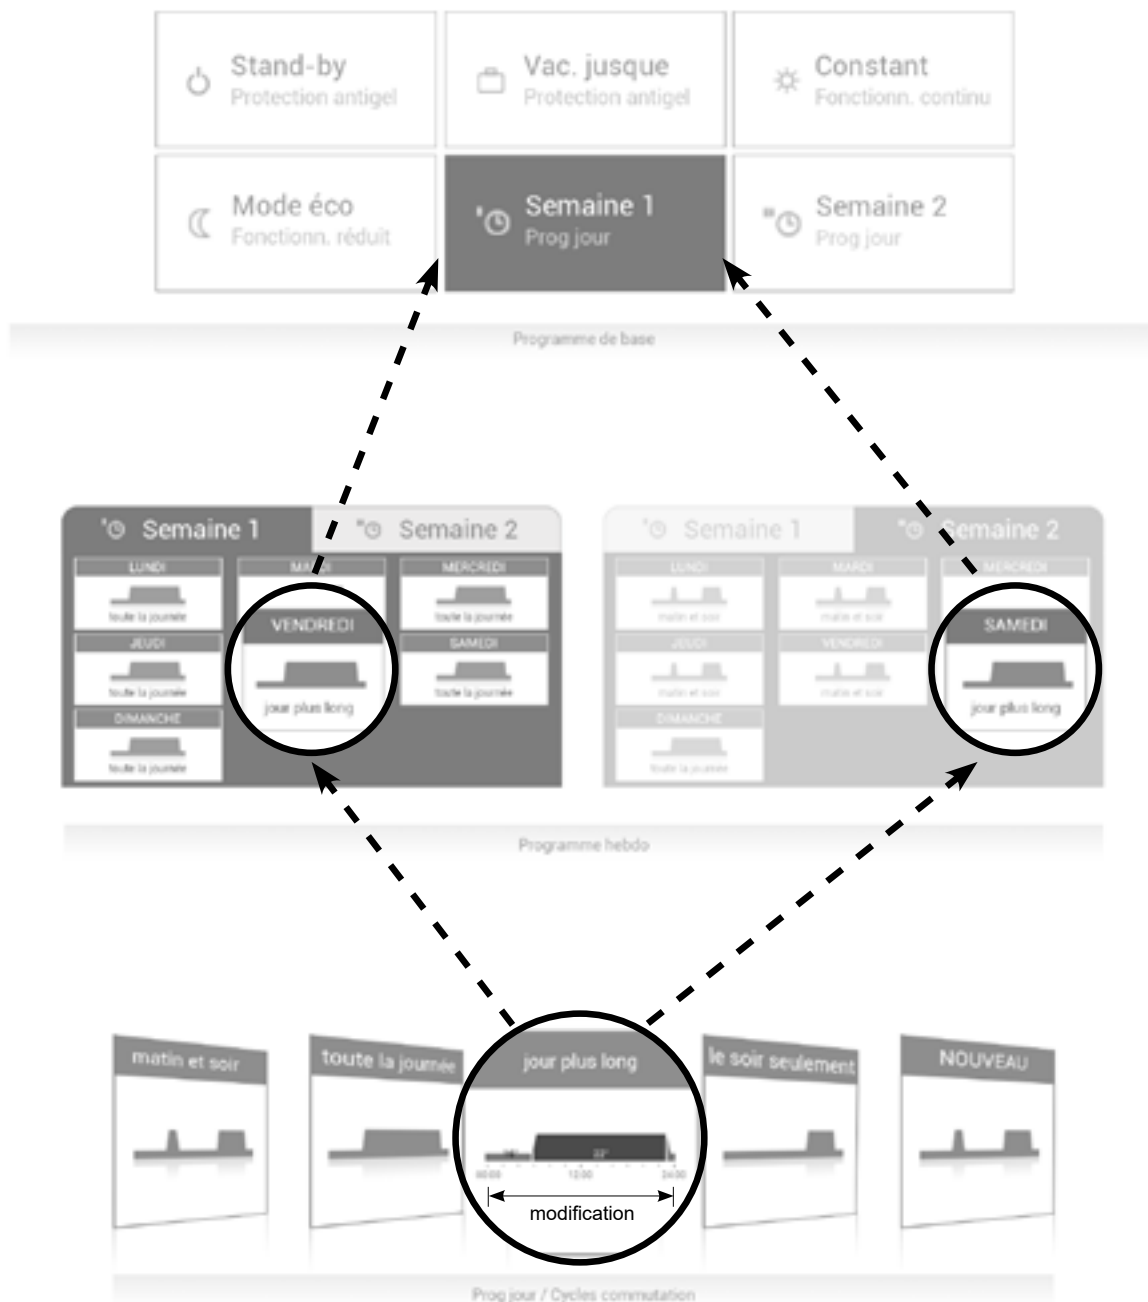 Stand-by
Protection antigel
Vac. jusque
Protection antigel
Constant
Fonctionn. continu
Mode éco
Fonctionn. réduit
Semaine 1
Prog jour
Semaine 2
Prog jour
Programme de base
Semaine 1
Semaine 2
LUNDI
MARDI
MERCREDI
toute la journée
toute la journée
VENDREDI
jour plus long
JEUDI
SAMEDI
toute la journée
toute la journée
DIMANCHE
toute la journée
Semaine 1
Semaine 2
LUNDI
MARDI
MERCREDI
matin et soir
matin et soir
SAMEDI
jour plus long
JEUDI
VENDREDI
matin et soir
matin et soir
DIMANCHE
toute la journée
Programme hebdo
matin et soir
toute la journée
jour plus long
22°
00:00 12:00 24:00
modification
le soir seulement
NOUVEAU
Prog jour / Cycles commutation